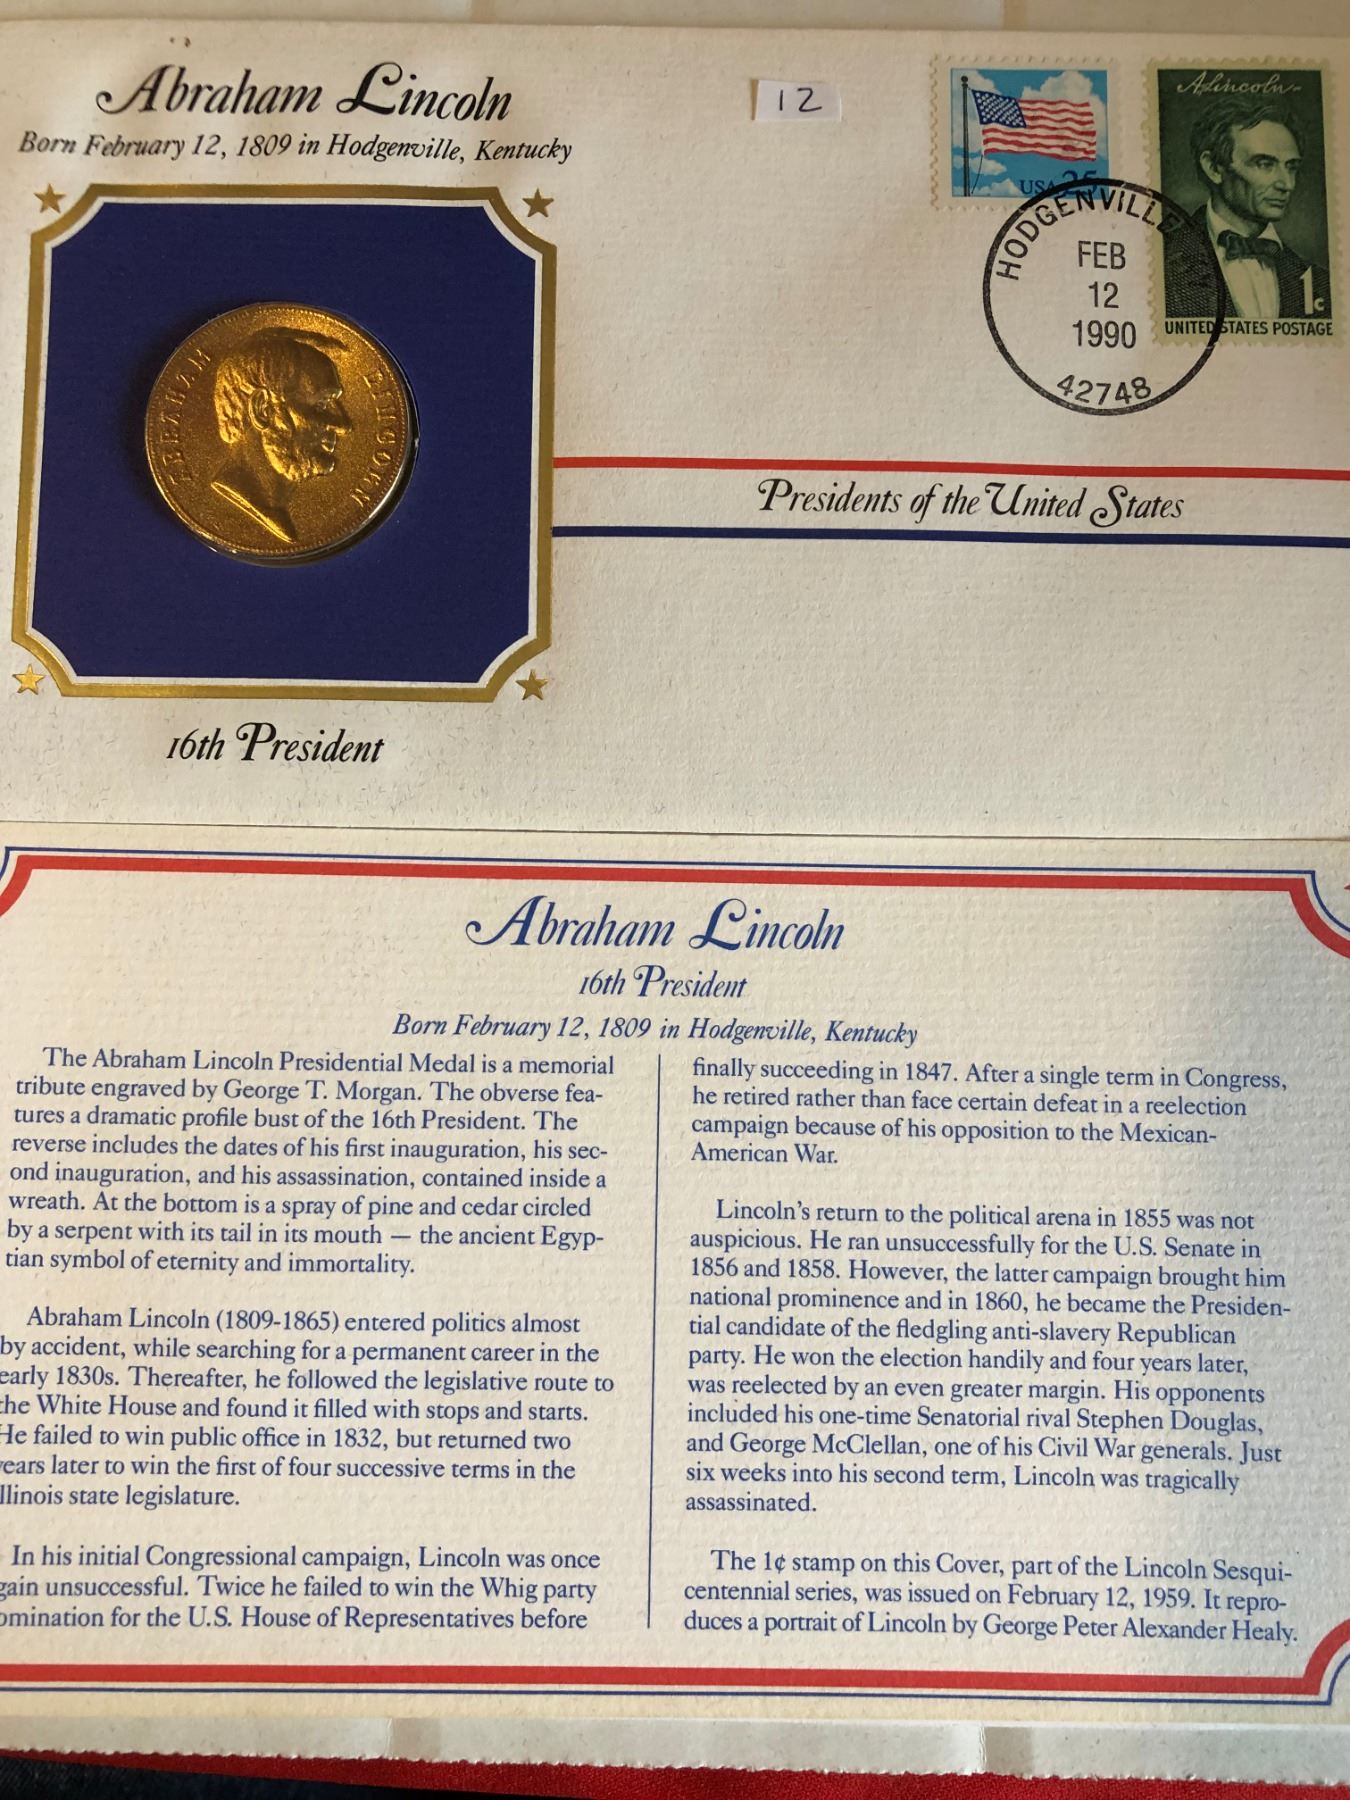 Abraham Lincoln
Born February 12, 1809 in Hodgenville, Kentucky
12
A. Lincoln
USA 25
1c
UNITED STATES POSTAGE
HODGENVILLE
FEB
12
1990
42748
ABRAHAM LINCOLN
Presidents of the United States
16th President
Abraham Lincoln
16th President
Born February 12, 1809 in Hodgenville, Kentucky
The Abraham Lincoln Presidential Medal is a memorial
tribute engraved by George T. Morgan. The obverse fea-
tures a dramatic profile bust of the 16th President. The
reverse includes the dates of his first inauguration, his sec-
ond inauguration, and his assassination, contained inside a
wreath. At the bottom is a spray of pine and cedar circled
by a serpent with its tail in its mouth — the ancient Egyp-
tian symbol of eternity and immortality.
Abraham Lincoln (1809-1865) entered politics almost
by accident, while searching for a permanent career in the
early 1830s. Thereafter, he followed the legislative route to
the White House and found it filled with stops and starts.
He failed to win public office in 1832, but returned two
ears later to win the first of four successive terms in the
llinois state legislature.
In his initial Congressional campaign, Lincoln was once
gain unsuccessful. Twice he failed to win the Whig party
omination for the U.S. House of Representatives before
finally succeeding in 1847. After a single term in Congress,
he retired rather than face certain defeat in a reelection
campaign because of his opposition to the Mexican-
American War.
Lincoln's return to the political arena in 1855 was not
auspicious. He ran unsuccessfully for the U.S. Senate in
1856 and 1858. However, the latter campaign brought him
national prominence and in 1860, he became the Presiden-
tial candidate of the fledgling anti-slavery Republican
party. He won the election handily and four years later,
was reelected by an even greater margin. His opponents
included his one-time Senatorial rival Stephen Douglas,
and George McClellan, one of his Civil War generals. Just
six weeks into his second term, Lincoln was tragically
assassinated.
The 1¢ stamp on this Cover, part of the Lincoln Sesqui-
centennial series, was issued on February 12, 1959. It repro-
duces a portrait of Lincoln by George Peter Alexander Healy.